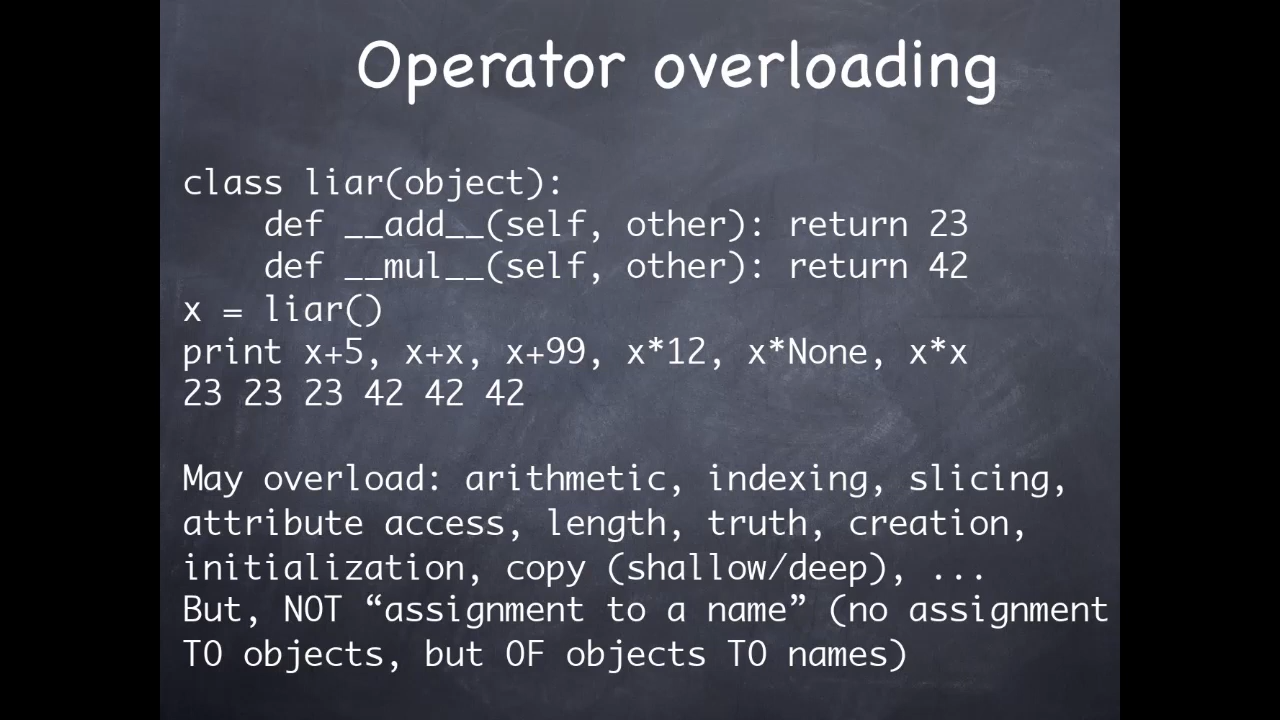 Operator overloading
class liar(object):
    def __add__(self, other): return 23
    def __mul__(self, other): return 42
x = liar()
print x+5, x+x, x+99, x*12, x*None, x*x
23 23 23 42 42 42
May overload: arithmetic, indexing, slicing,
attribute access, length, truth, creation,
initialization, copy (shallow/deep), ...
But, NOT “assignment to a name” (no assignment
TO objects, but OF objects TO names)